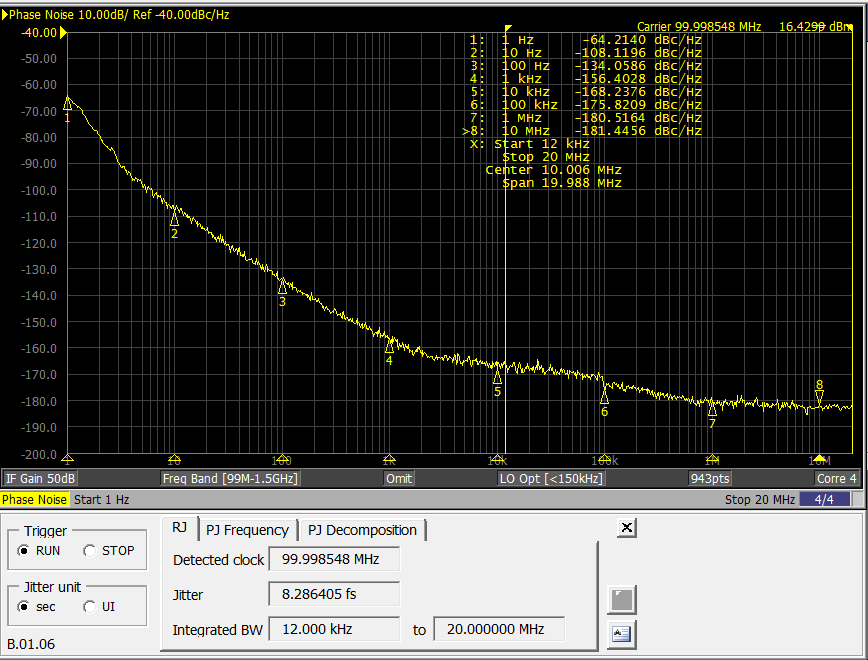 Phase Noise 10.00dB/ Ref -40.00dBc/Hz
Carrier 99.998548 MHz 16.4299 dBm
-40.00
-50.00
-60.00
-70.00
-80.00
-90.00
-100.0
-110.0
-120.0
-130.0
-140.0
-150.0
-160.0
-170.0
-180.0
-190.0
-200.0
1: 1 Hz -64.2140 dBc/Hz
2: 10 Hz -108.1196 dBc/Hz
3: 100 Hz -134.0586 dBc/Hz
4: 1 kHz -156.4028 dBc/Hz
5: 10 kHz -168.2376 dBc/Hz
6: 100 kHz -175.8209 dBc/Hz
7: 1 MHz -180.5164 dBc/Hz
>8: 10 MHz -181.4456 dBc/Hz
X: Start 12 kHz
Stop 20 MHz
Center 10.006 MHz
Span 19.988 MHz
1
2
3
4
5
6
7
8
1 10 100 1k 10k 100k 1M 10M
IF Gain 50dB Freq Band [99M-1.5GHz] Omit LO Opt [<150kHz] 943pts Corre 4
Phase Noise Start 1 Hz Stop 20 MHz 4/4
Trigger
RUN STOP
Jitter unit
sec UI
B.01.06
RJ PJ Frequency PJ Decomposition
Detected clock 99.998548 MHz
Jitter 8.286405 fs
Integrated BW 12.000 kHz to 20.000000 MHz